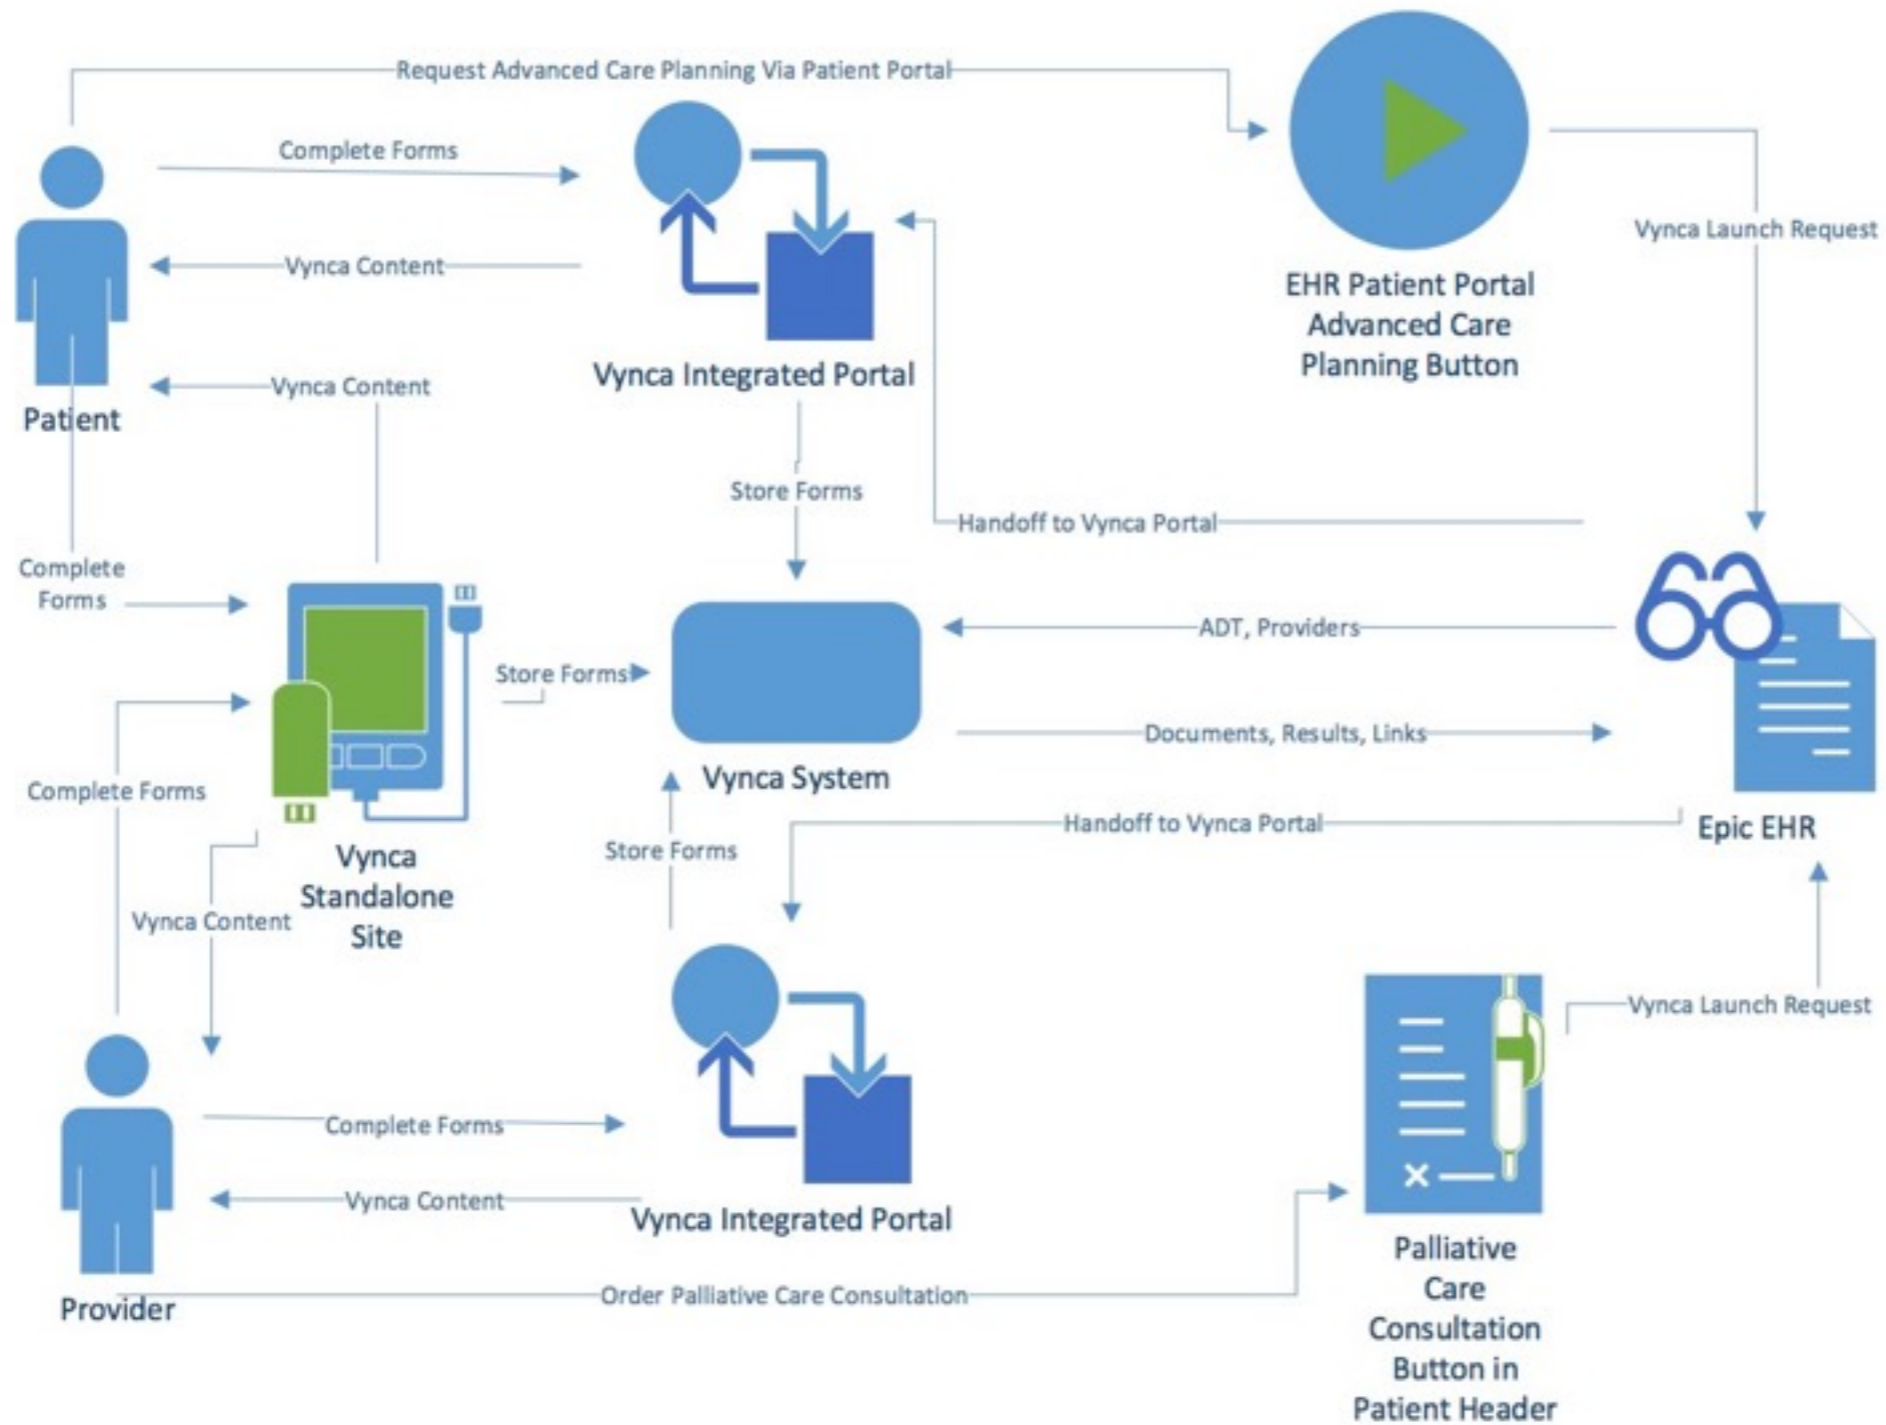 Request Advanced Care Planning Via Patient Portal
Complete Forms
Vynca Launch Request
Vynca Content
EHR Patient Portal
Advanced Care
Planning Button
Vynca Integrated Portal
Vynca Content
Patient
Store Forms
Handoff to Vynca Portal
Complete
Forms
ADT, Providers
Store Forms
Documents, Results, Links
Vynca System
Complete Forms
Handoff to Vynca Portal
Epic EHR
Store Forms
Vynca
Standalone
Site
Vynca Content
Vynca Launch Request
Complete Forms
Vynca Content
Vynca Integrated Portal
Palliative
Care
Consultation
Button in
Patient Header
Order Palliative Care Consultation
Provider